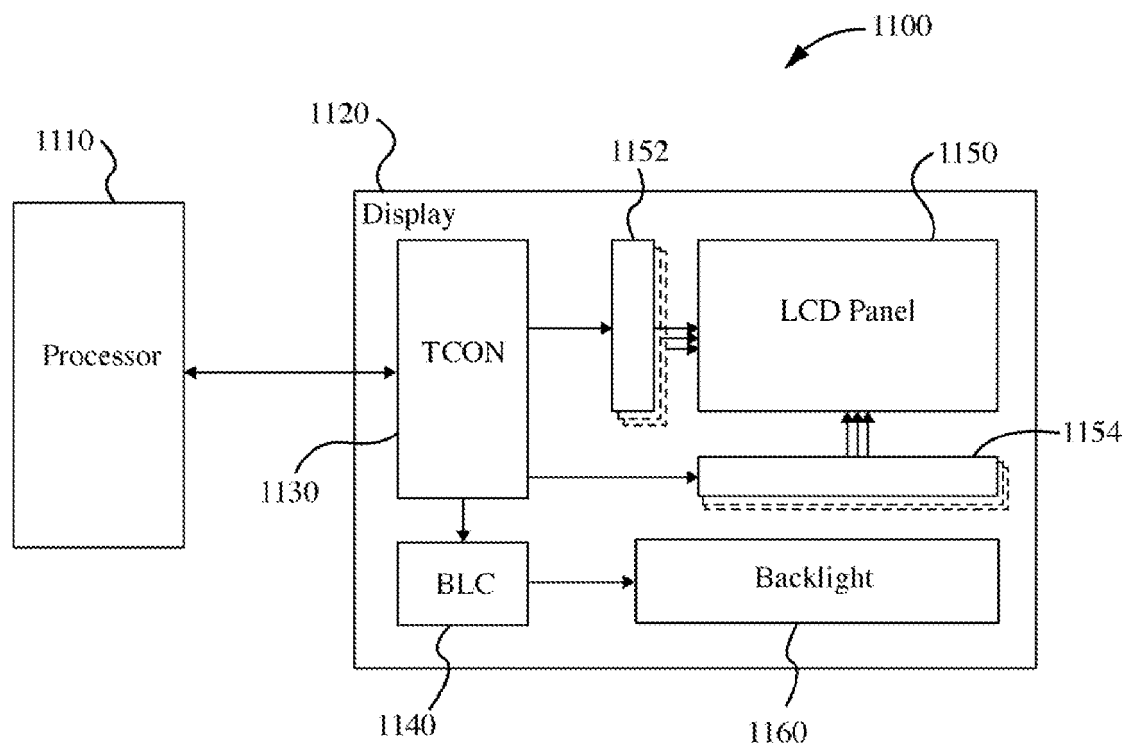 1100
1120
1110
1152
1150
Display
LCD Panel
Processor
TCON
1154
1130
BLC
Backlight
1140
1160